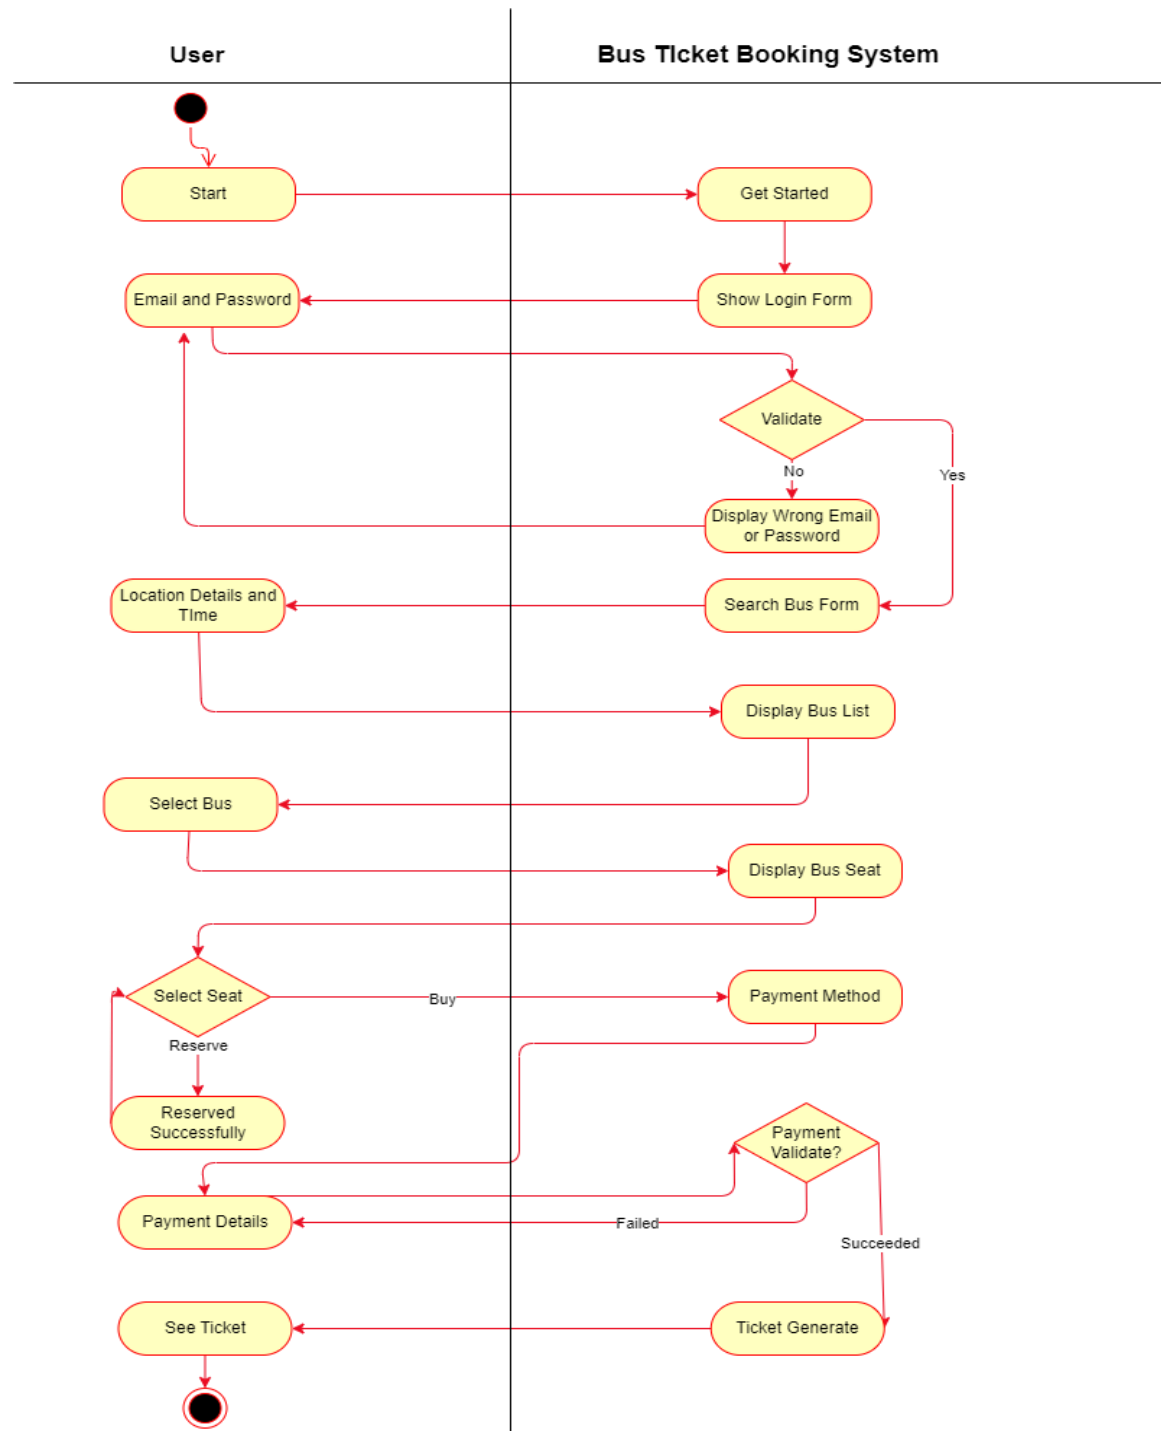 User
Bus TIcket Booking System
Start
Get Started
Email and Password
Show Login Form
Validate
No
Yes
Display Wrong Email
or Password
Location Details and
TIme
Search Bus Form
Display Bus List
Select Bus
Display Bus Seat
Select Seat
Buy
Payment Method
Reserve
Reserved
Successfully
Payment
Validate?
Payment Details
Failed
Succeeded
See Ticket
Ticket Generate